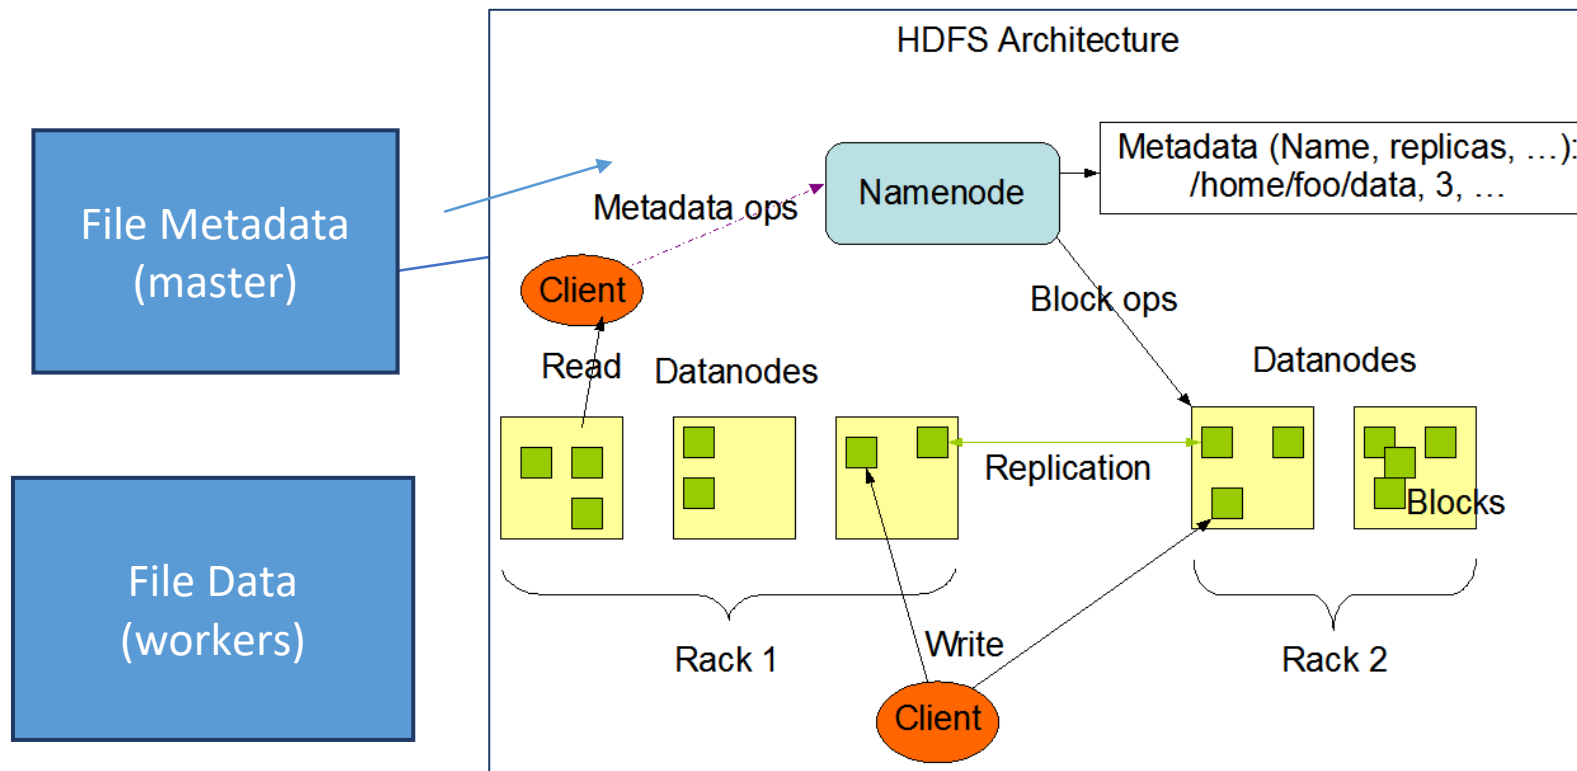 HDFS Architecture
File Metadata
(master)
Metadata ops
Namenode
Metadata (Name, replicas, …):
/home/foo/data, 3, …
Client
Block ops
Read
Datanodes
Datanodes
Replication
Blocks
File Data
(workers)
Rack 1
Write
Rack 2
Client